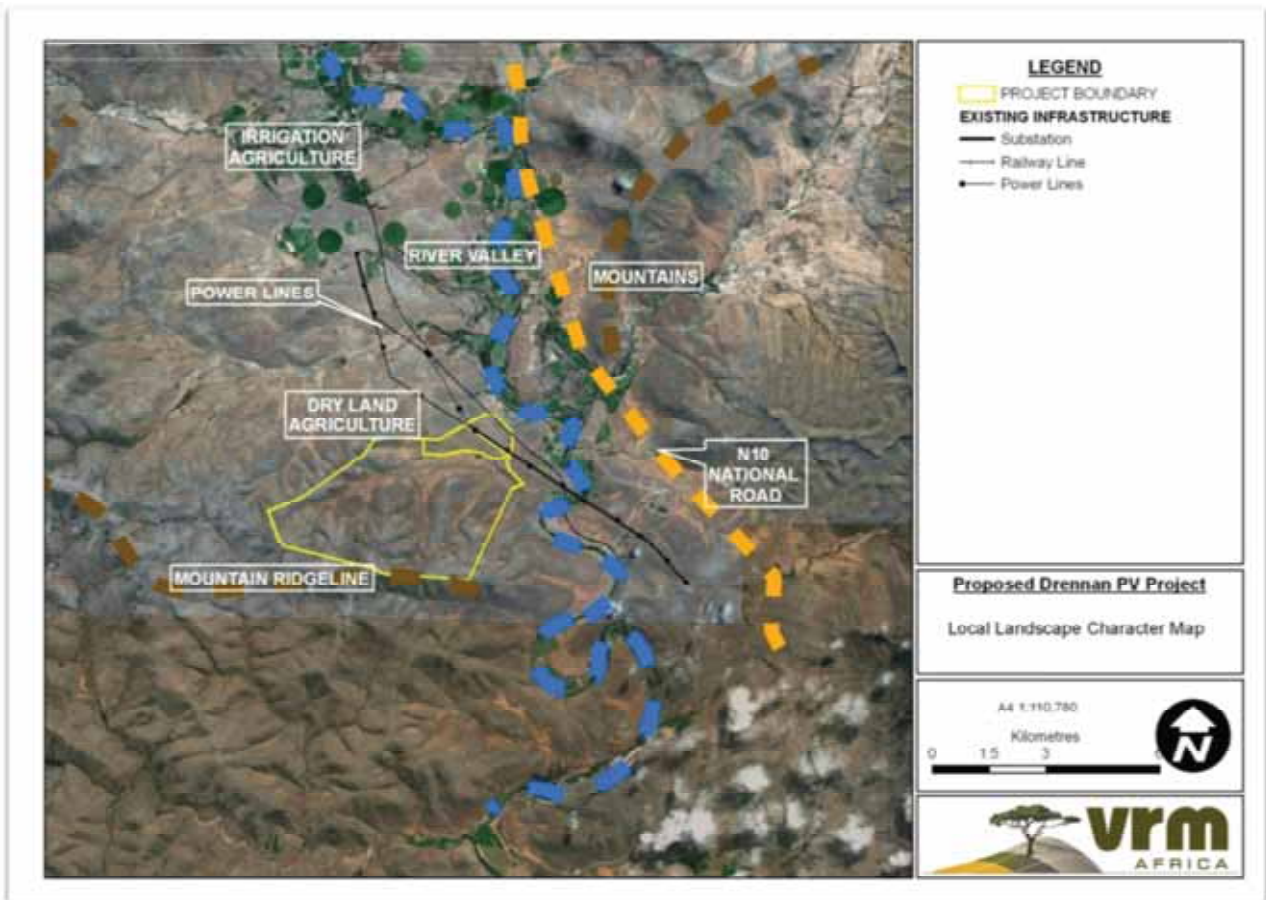 IRRIGATION
AGRICULTURE
RIVER VALLEY
MOUNTAINS
POWER LINES
DRY LAND
AGRICULTURE
N10
NATIONAL
ROAD
MOUNTAIN RIDGELINE
LEGEND
PROJECT BOUNDARY
EXISTING INFRASTRUCTURE
Substation
Railway Line
Power Lines
Proposed Drennan PV Project
Local Landscape Character Map
A4 1:110,780
Kilometres
0 1.5 3
N
vrm
AFRICA